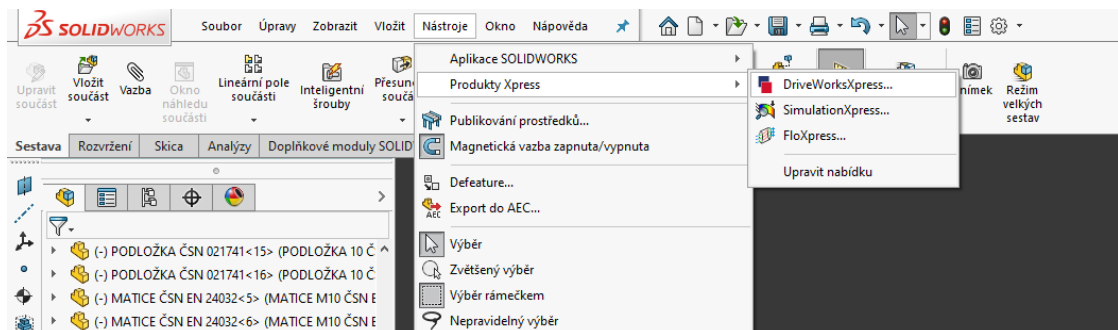 SOLIDWORKS
Soubor Úpravy Zobrazit Vložit Nástroje Okno Nápověda
Upravit součást
Vložit součást
Vazba
Okno náhledu součásti
Lineární pole součásti
Inteligentní šrouby
Přesun
součá
nímek
Režim velkých sestav
Sestava Rozvržení Skica Analýzy Doplňkové moduly SOLID
Aplikace SOLIDWORKS
Produkty Xpress
Publikování prostředků...
Magnetická vazba zapnuta/vypnuta
Defeature...
AEC Export do AEC...
Výběr
Zvětšený výběr
Výběr rámečkem
Nepravidelný výběr
DriveWorksXpress...
SimulationXpress...
FloXpress...
Upravit nabídku
(-) PODLOŽKA ČSN 021741<15> (PODLOŽKA 10 Č
(-) PODLOŽKA ČSN 021741<16> (PODLOŽKA 10 Č
(-) MATICE ČSN EN 24032<5> (MATICE M10 ČSN E
(-) MATICE ČSN EN 24032<6> (MATICE M10 ČSN E